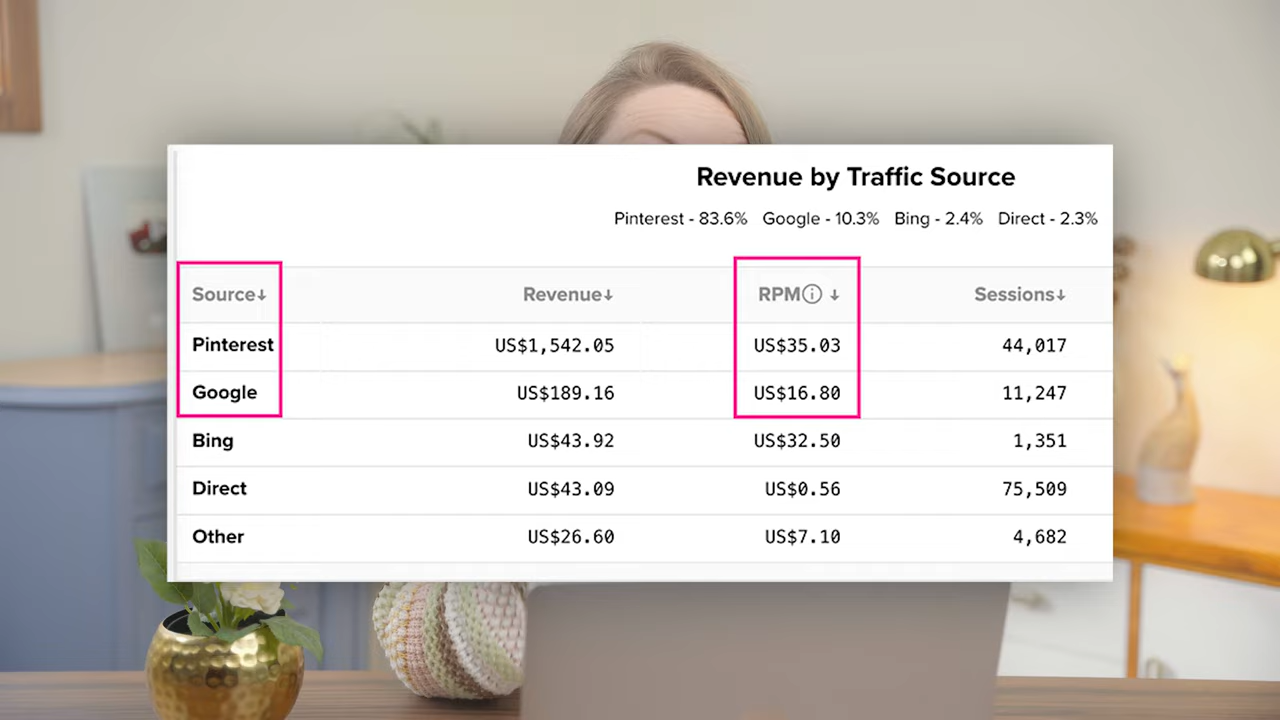 Revenue by Traffic Source
Pinterest - 83.6% Google - 10.3% Bing - 2.4% Direct - 2.3%
Source↓ Revenue↓ RPMⓘ ↓ Sessions↓
Pinterest US$1,542.05 US$35.03 44,017
Google US$189.16 US$16.80 11,247
Bing US$43.92 US$32.50 1,351
Direct US$43.09 US$0.56 75,509
Other US$26.60 US$7.10 4,682